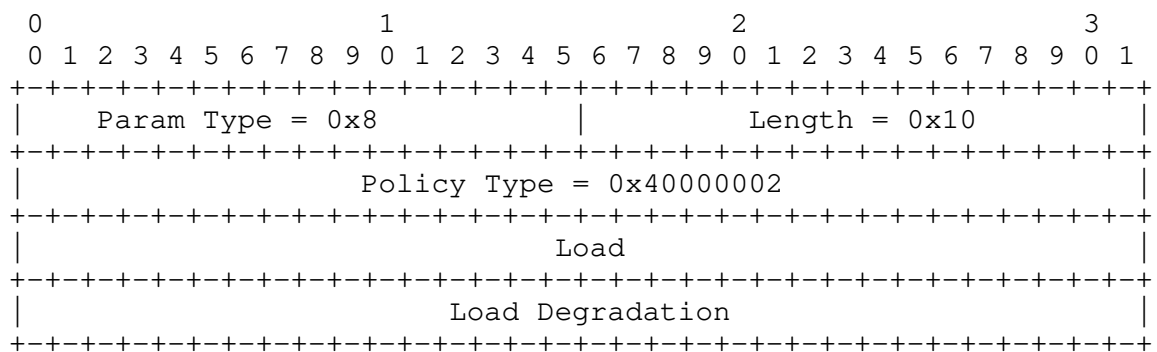 0                   1                   2                   3
 0 1 2 3 4 5 6 7 8 9 0 1 2 3 4 5 6 7 8 9 0 1 2 3 4 5 6 7 8 9 0 1
+-+-+-+-+-+-+-+-+-+-+-+-+-+-+-+-+-+-+-+-+-+-+-+-+-+-+-+-+-+-+-+-+
|    Param Type = 0x8           |         Length = 0x10         |
+-+-+-+-+-+-+-+-+-+-+-+-+-+-+-+-+-+-+-+-+-+-+-+-+-+-+-+-+-+-+-+-+
|                   Policy Type = 0x40000002                    |
+-+-+-+-+-+-+-+-+-+-+-+-+-+-+-+-+-+-+-+-+-+-+-+-+-+-+-+-+-+-+-+-+
|                              Load                             |
+-+-+-+-+-+-+-+-+-+-+-+-+-+-+-+-+-+-+-+-+-+-+-+-+-+-+-+-+-+-+-+-+
|                        Load Degradation                       |
+-+-+-+-+-+-+-+-+-+-+-+-+-+-+-+-+-+-+-+-+-+-+-+-+-+-+-+-+-+-+-+-+